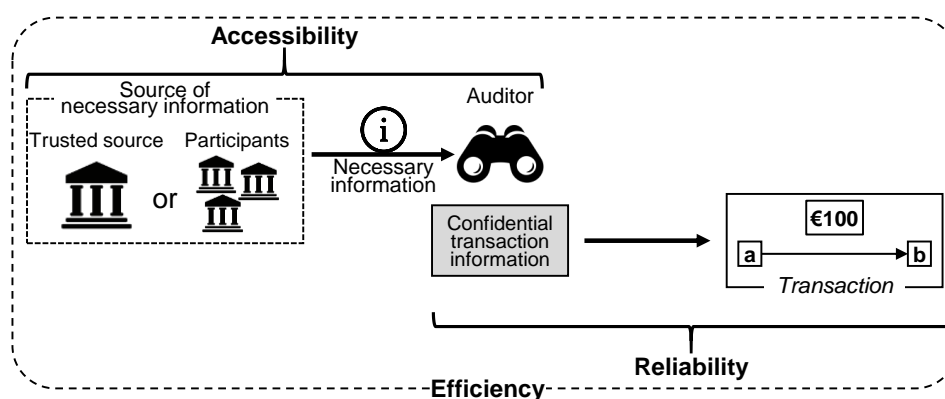 Accessibility
Source of
necessary information
Trusted source
Participants
or
i
Necessary
information
Auditor
Confidential
transaction
information
€100
a
b
Transaction
Reliability
Efficiency